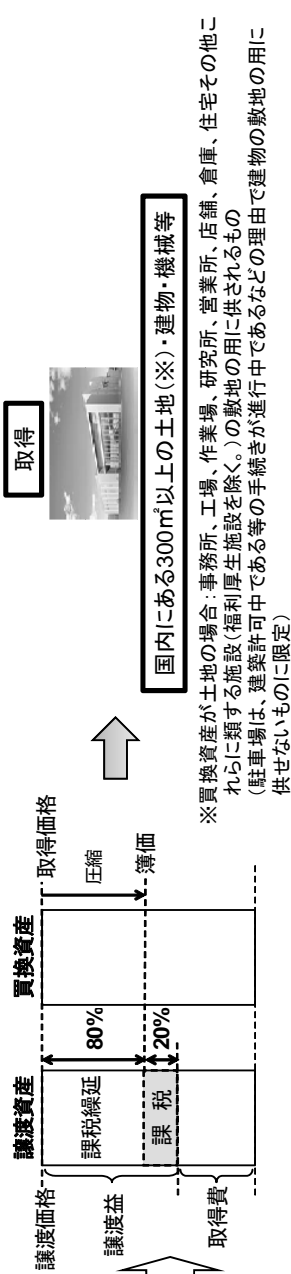 譲渡資産
買換資産
譲渡価格
取得価格
譲渡益
課税繰延
80%
圧縮
簿価
課税
20%
取得費
取得
国内にある300㎡以上の土地(※)・建物・機械等
※買換資産が土地の場合:事務所、工場、作業場、研究所、営業所、店舗、倉庫、住宅その他こ
れらに類する施設(福利厚生施設を除く。)の敷地の用に供されるもの
(駐車場は、建築許可中である等の手続きが進行中であるなどの理由で建物の敷地の用に
供せないものに限定)